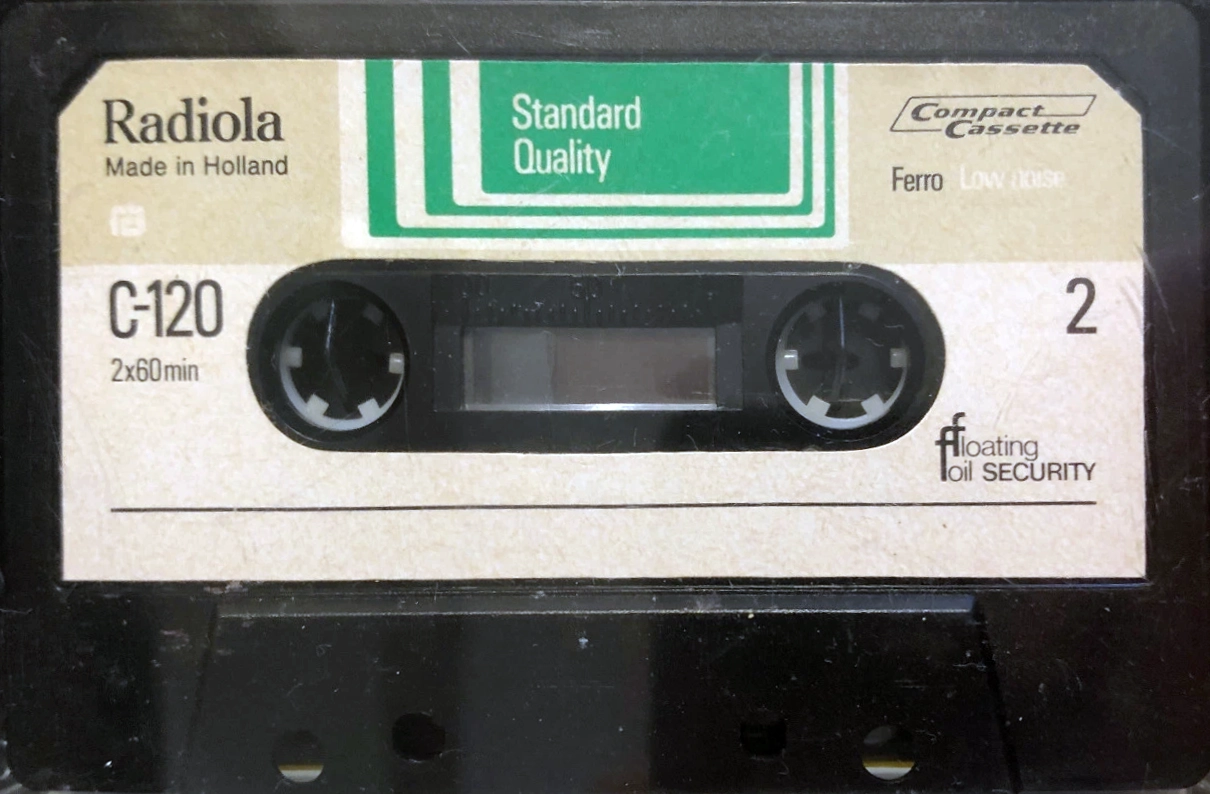 Radiola
Made in Holland
Standard
Quality
Compact
Cassette
Ferro Low noise
C-120
2x60min
2
floating
foil SECURITY